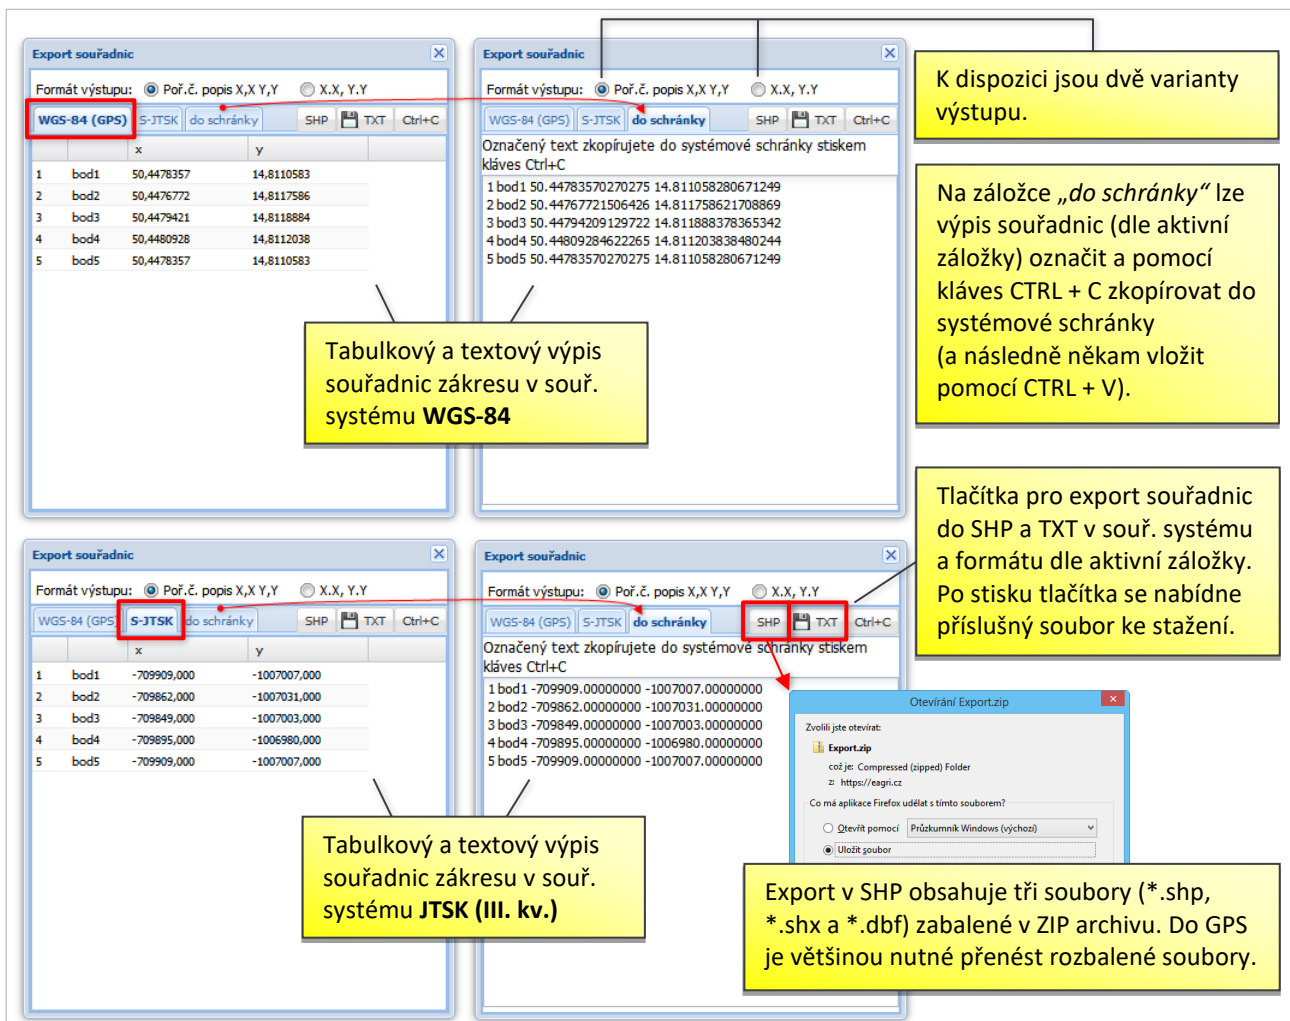 Export souřadnic
Formát výstupu: Poř.č. popis X,X Y,Y X.X, Y.Y
WGS-84 (GPS) S-JTSK do schránky SHP TXT Ctrl+C
x y
1 bod1 50,4478357 14,8110583
2 bod2 50,4476772 14,8117586
3 bod3 50,4479421 14,8118884
4 bod4 50,4480928 14,8112038
5 bod5 50,4478357 14,8110583
Export souřadnic
Formát výstupu: Poř.č. popis X,X Y,Y X.X, Y.Y
WGS-84 (GPS) S-JTSK do schránky SHP TXT Ctrl+C
Označený text zkopírujete do systémové schránky stiskem
kláves Ctrl+C
1 bod1 50.44783570270275 14.811058280671249
2 bod2 50.44767721506426 14.811758621708869
3 bod3 50.44794209129722 14.811888378365342
4 bod4 50.44809284622265 14.811203838480244
5 bod5 50.44783570270275 14.811058280671249
K dispozici jsou dvě varianty
výstupu.
Na záložce „do schránky“ lze
výpis souřadnic (dle aktivní
záložky) označit a pomocí
kláves CTRL + C zkopírovat do
systémové schránky
(a následně někam vložit
pomocí CTRL + V).
Tabulkový a textový výpis
souřadnic zákresu v souř.
systému WGS-84
Tlačítka pro export souřadnic
do SHP a TXT v souř. systému
a formátu dle aktivní záložky.
Po stisku tlačítka se nabídne
příslušný soubor ke stažení.
Export souřadnic
Formát výstupu: Poř.č. popis X,X Y,Y X.X, Y.Y
WGS-84 (GPS) S-JTSK do schránky SHP TXT Ctrl+C
x y
1 bod1 -709909,000 -1007007,000
2 bod2 -709862,000 -1007031,000
3 bod3 -709849,000 -1007003,000
4 bod4 -709895,000 -1006980,000
5 bod5 -709909,000 -1007007,000
Export souřadnic
Formát výstupu: Poř.č. popis X,X Y,Y X.X, Y.Y
WGS-84 (GPS) S-JTSK do schránky SHP TXT Ctrl+C
Označený text zkopírujete do systémové schránky stiskem
kláves Ctrl+C
1 bod1 -709909.00000000 -1007007.00000000
2 bod2 -709862.00000000 -1007031.00000000
3 bod3 -709849.00000000 -1007003.00000000
4 bod4 -709895.00000000 -1006980.00000000
5 bod5 -709909.00000000 -1007007.00000000
Otevírání Export.zip
Zvolili jste otevírat:
Export.zip
což je: Compressed (zipped) Folder
z: https://eagri.cz
Co má aplikace Firefox udělat s tímto souborem?
Otevřít pomocí Průzkumník Windows (výchozí)
Uložit soubor
Tabulkový a textový výpis
souřadnic zákresu v souř.
systému JTSK (III. kv.)
Export v SHP obsahuje tři soubory (*.shp,
*.shx a *.dbf) zabalené v ZIP archivu. Do GPS
je většinou nutné přenést rozbalené soubory.